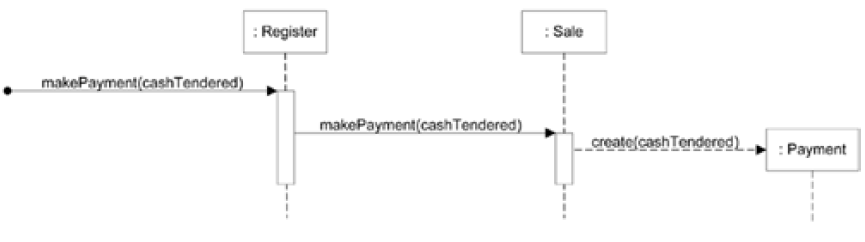 : Register
: Sale
makePayment(cashTendered)
makePayment(cashTendered)
create(cashTendered)
: Payment